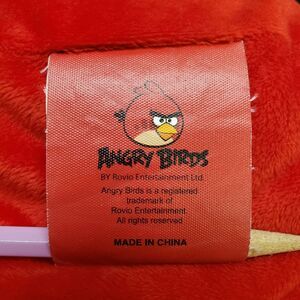 ANGRY BIRDS
BY Rovio Entertainment Ltd.
Angry Birds is a registered
trademark of
Rovio Entertainment.
All rights reserved
MADE IN CHINA